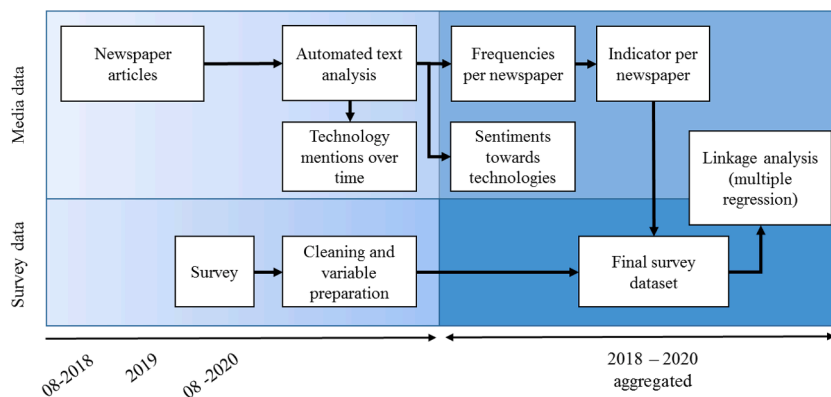 Media data
Newspaper
articles
Automated text
analysis
Frequencies
per newspaper
Indicator per
newspaper
Technology
mentions over
time
Sentiments
towards
technologies
Linkage analysis
(multiple
regression)
Survey data
Survey
Cleaning and
variable
preparation
Final survey
dataset
08-2018
2019
08 -2020
2018 – 2020
aggregated